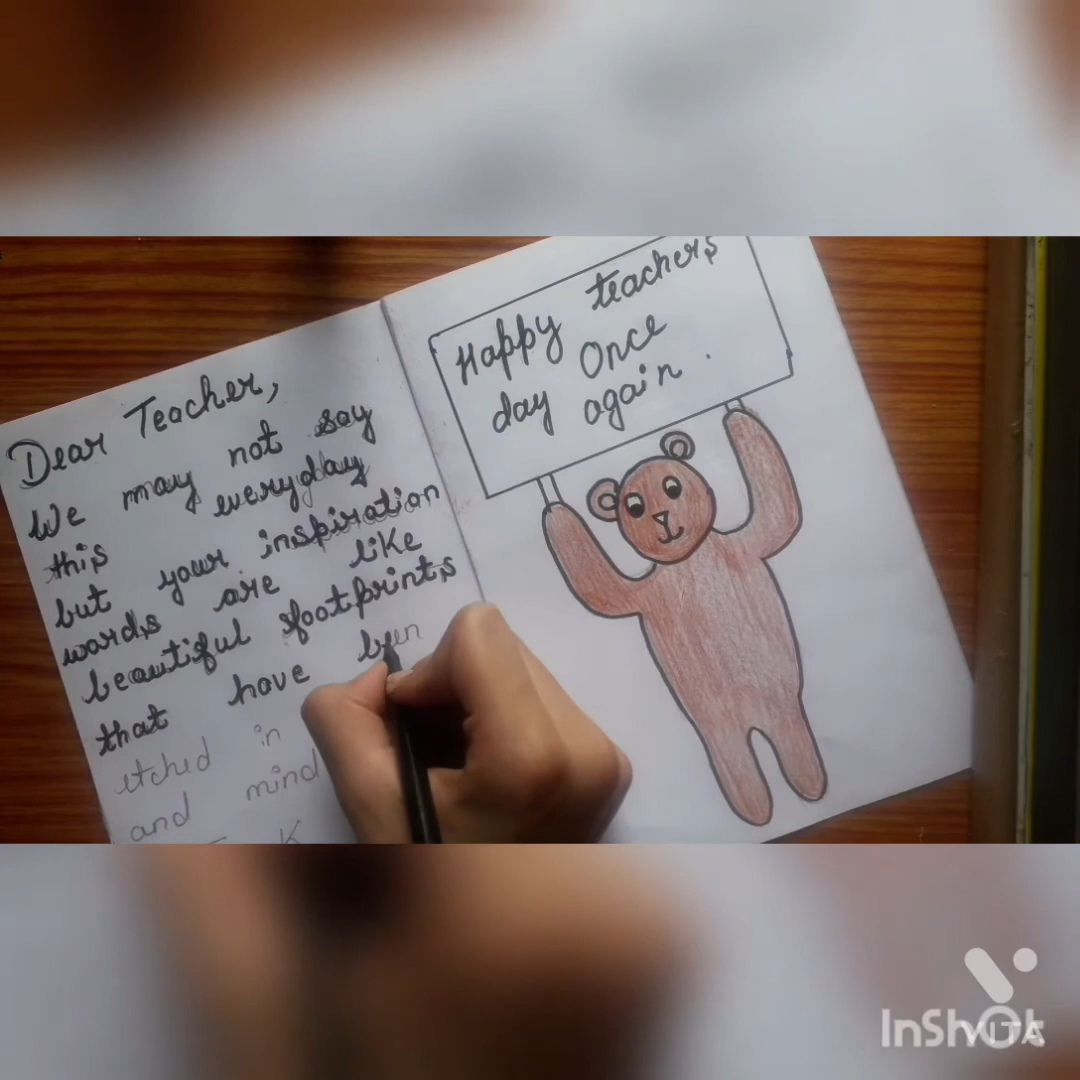 Dear Teacher,
We may not say
this everyday
but your inspiration
words are like
beautiful footprints
that have been
etched in
and mind
Happy teachers
day Once
again.
InShOt
VITA